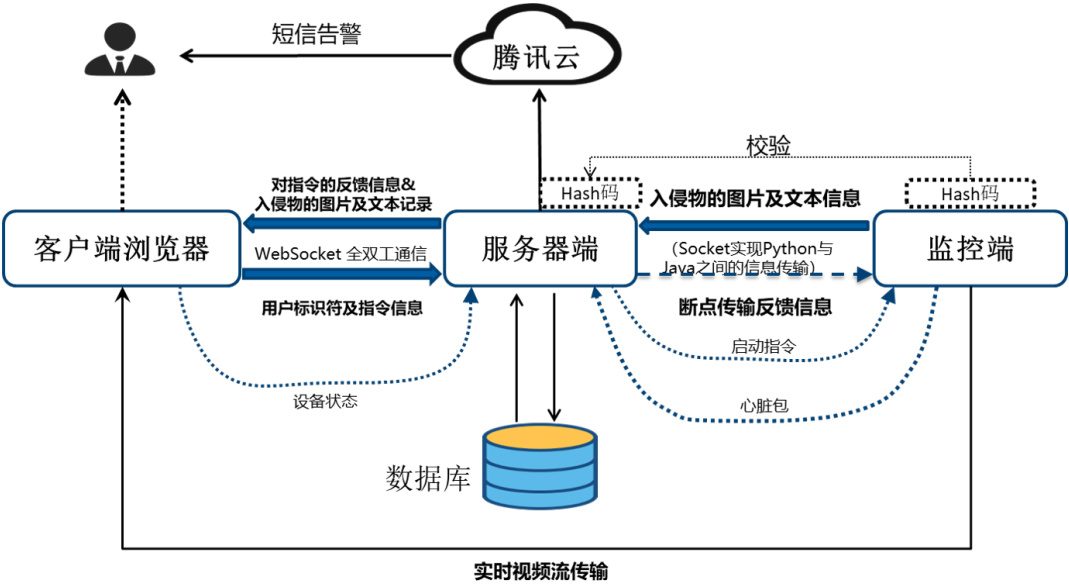 短信告警
腾讯云
校验
Hash码
Hash码
对指令的反馈信息&
入侵物的图片及文本记录
入侵物的图片及文本信息
客户端浏览器
WebSocket 全双工通信
服务器端
（Socket实现Python与
Java之间的信息传输）
监控端
用户标识符及指令信息
断点传输反馈信息
启动指令
设备状态
心脏包
数据库
实时视频流传输